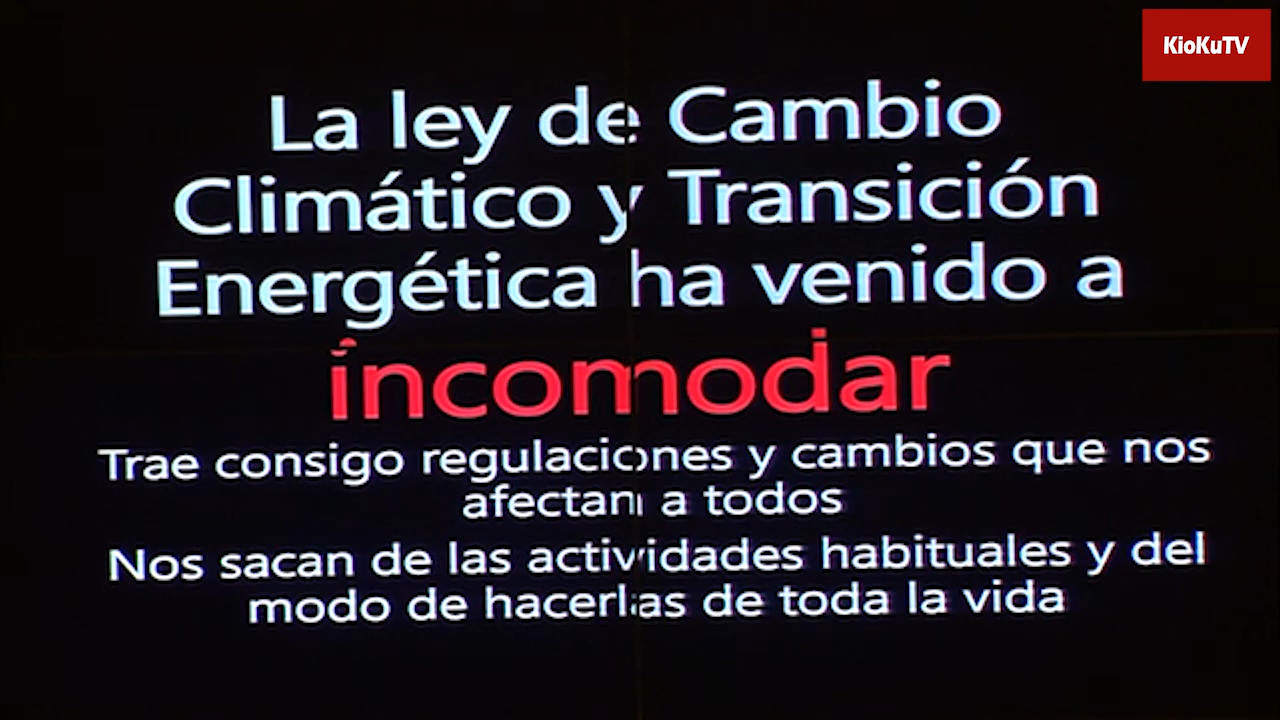 KioKuTV
La ley de Cambio
Climático y Transición
Energética ha venido a
incomodar
Trae consigo regulaciones y cambios que nos
afectan a todos
Nos sacan de las actividades habituales y del
modo de hacerlas de toda la vida